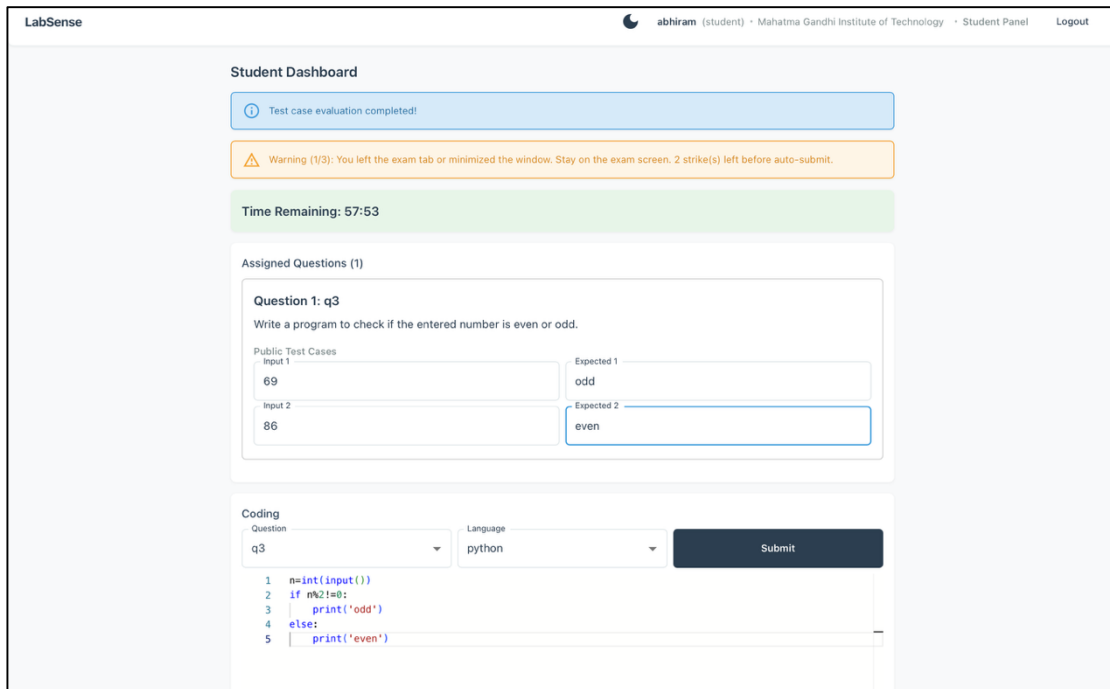 LabSense
abhiram (student) • Mahatma Gandhi Institute of Technology • Student Panel Logout
Student Dashboard
Test case evaluation completed!
Warning (1/3): You left the exam tab or minimized the window. Stay on the exam screen. 2 strike(s) left before auto-submit.
Time Remaining: 57:53
Assigned Questions (1)
Question 1: q3
Write a program to check if the entered number is even or odd.
Public Test Cases
Input 1 Expected 1
69 odd
Input 2 Expected 2
86 even
Coding
Question Language
q3 python Submit
1 n=int(input())
2 if n%2!=0:
3     print('odd')
4 else:
5     print('even')